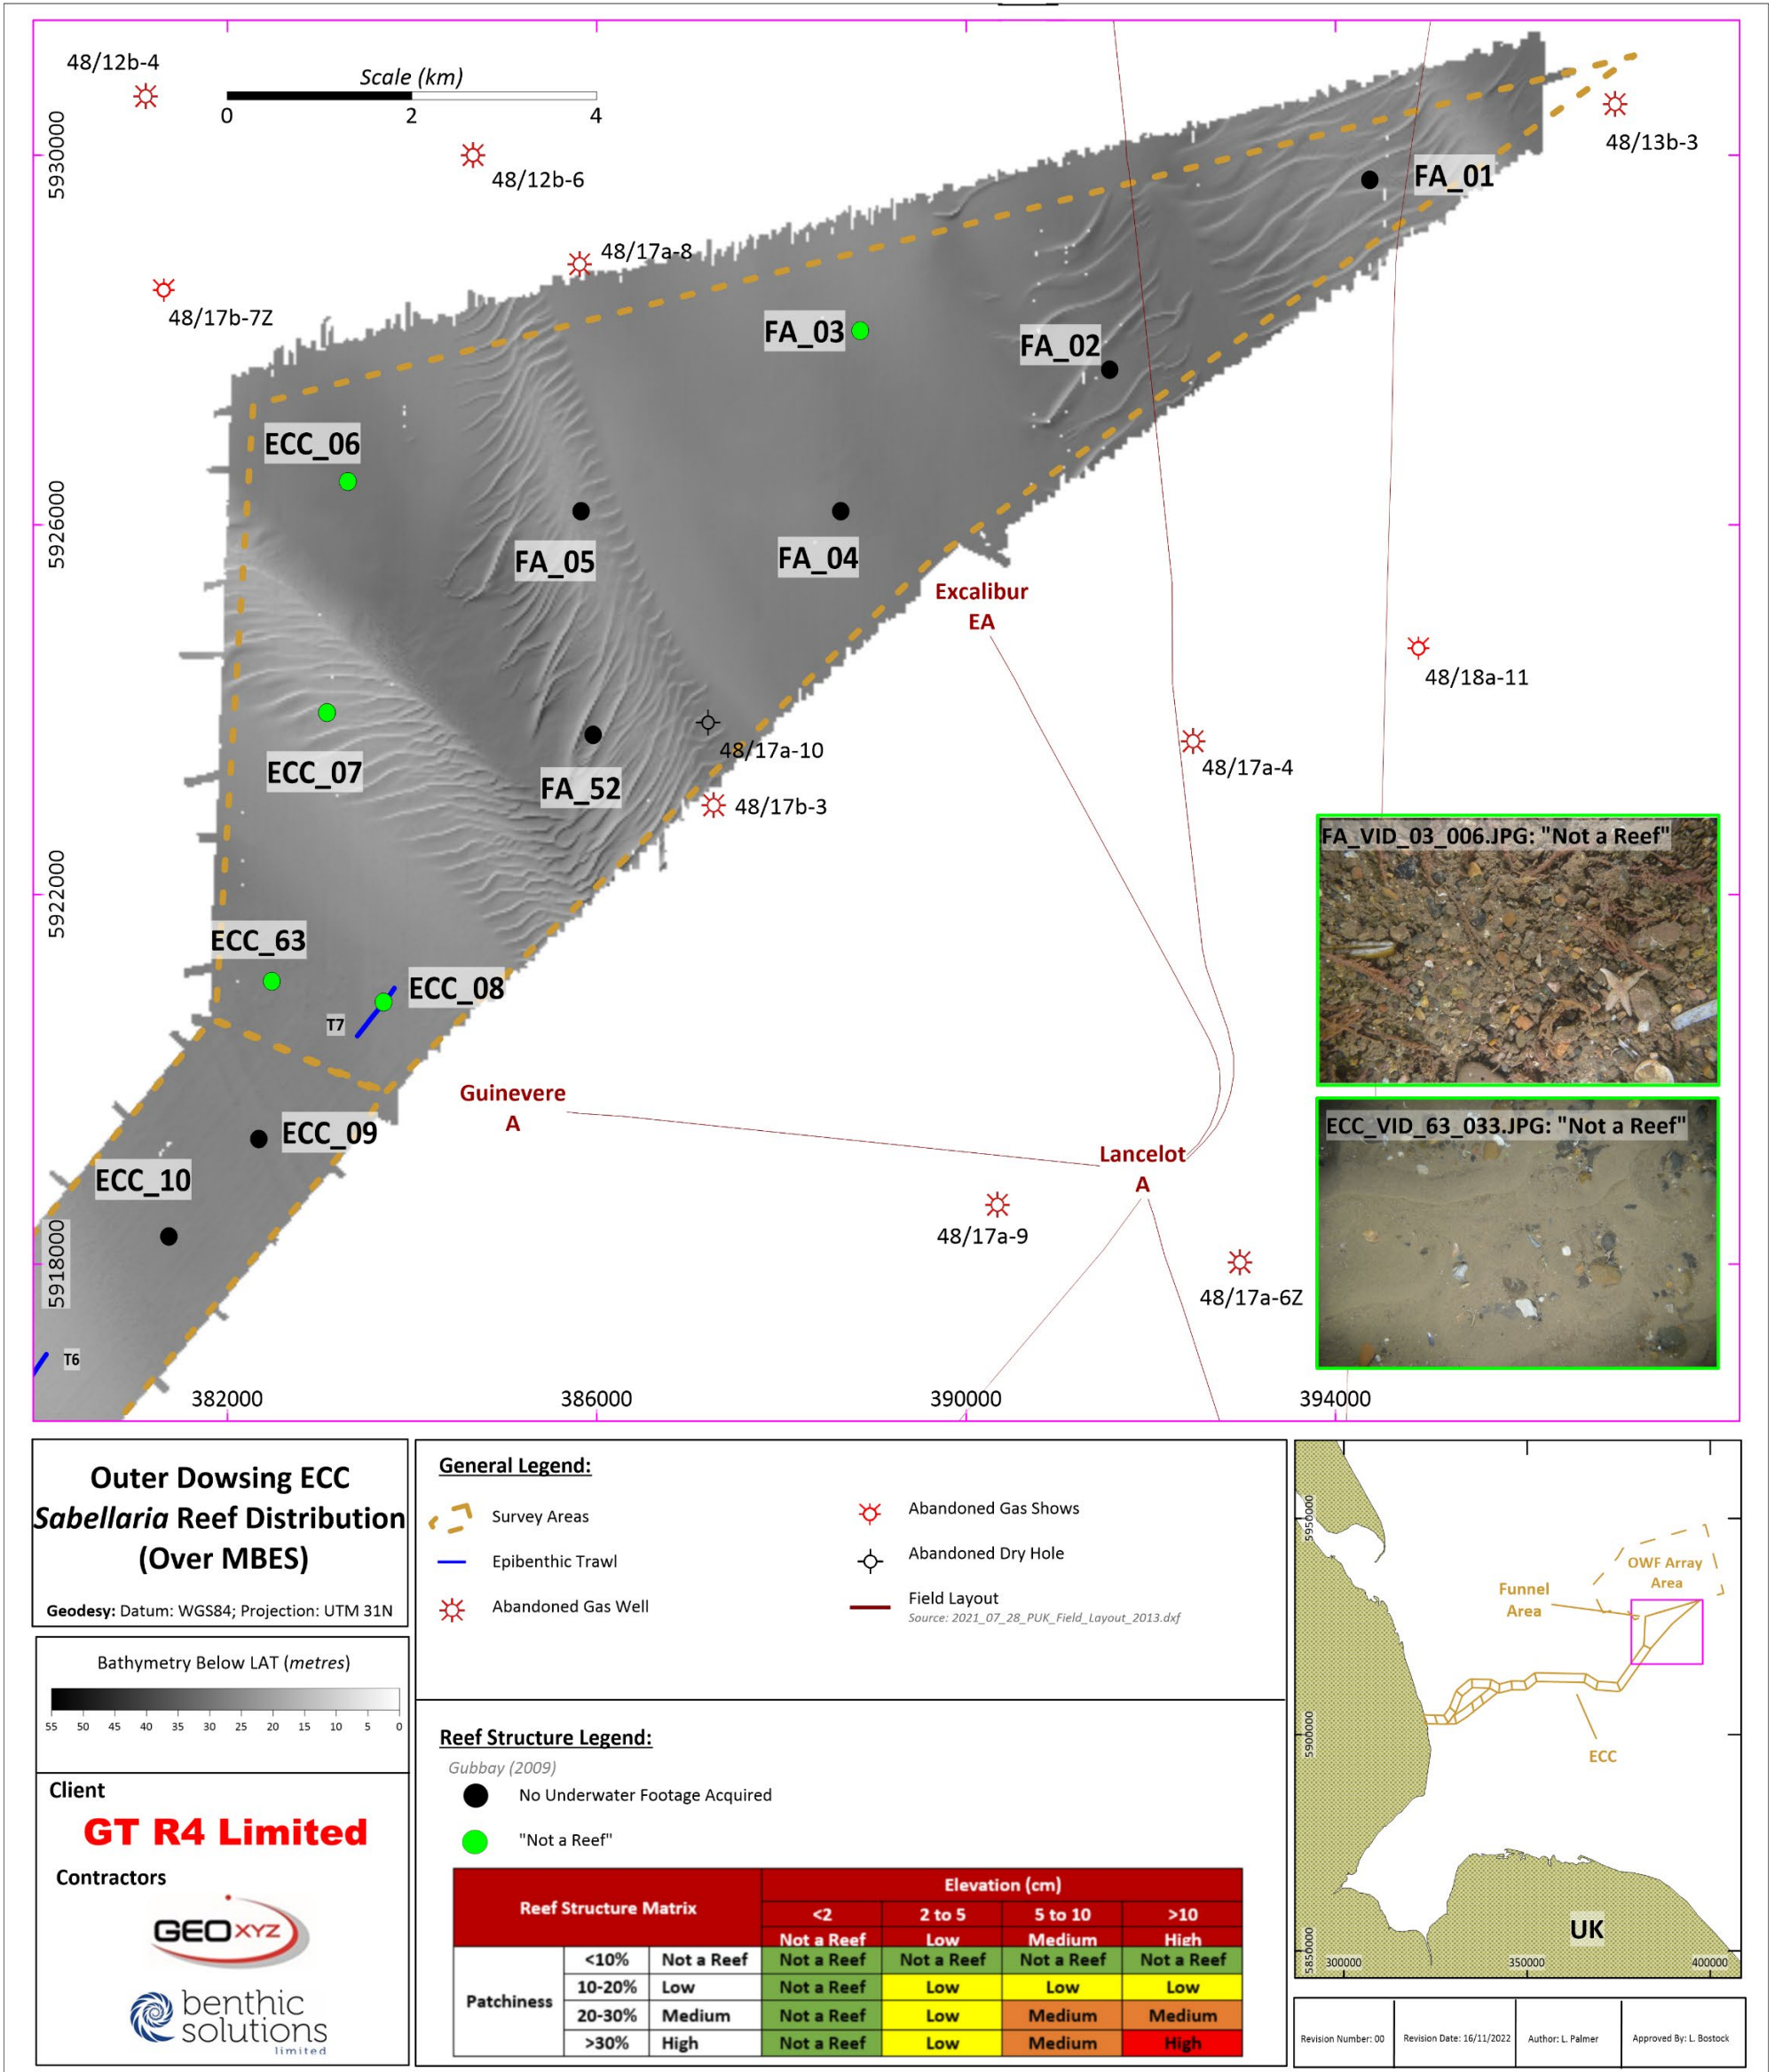 48/12b-4
Scale (km)
0 2 4
48/12b-6
48/13b-3
5930000
FA_01
48/17a-8
48/17b-7Z
FA_03
FA_02
ECC_06
5926000
FA_05
FA_04
Excalibur
EA
48/18a-11
ECC_07
FA_52
48/17a-10
48/17a-4
48/17b-3
FA_VID_03_006.JPG: "Not a Reef"
5922000
ECC_63
ECC_08
T7
Guinevere
A
ECC_VID_63_033.JPG: "Not a Reef"
ECC_09
Lancelot
A
ECC_10
48/17a-9
5918000
48/17a-6Z
T6
382000 386000 390000 394000
Outer Dowsing ECC
Sabellaria Reef Distribution
(Over MBES)
Geodesy: Datum: WGS84; Projection: UTM 31N
Bathymetry Below LAT (metres)
55 50 45 40 35 30 25 20 15 10 5 0
Client
GT R4 Limited
Contractors
GEOXYZ
benthic
solutions
limited
General Legend:
Survey Areas
Epibenthic Trawl
Abandoned Gas Well
Abandoned Gas Shows
Abandoned Dry Hole
Field Layout
Source: 2021_07_28_PUK_Field_Layout_2013.dxf
Reef Structure Legend:
Gubbay (2009)
No Underwater Footage Acquired
"Not a Reef"
Reef Structure Matrix
Elevation (cm)
<2 2 to 5 5 to 10 >10
Not a Reef Low Medium High
Patchiness
<10% Not a Reef Not a Reef Not a Reef Not a Reef Not a Reef
10-20% Low Not a Reef Low Low Low
20-30% Medium Not a Reef Low Medium Medium
>30% High Not a Reef Low Medium High
5950000
OWF Array
Area
Funnel
Area
5900000
ECC
UK
5850000
300000 350000 400000
Revision Number: 00
Revision Date: 16/11/2022
Author: L. Palmer
Approved By: L. Bostock